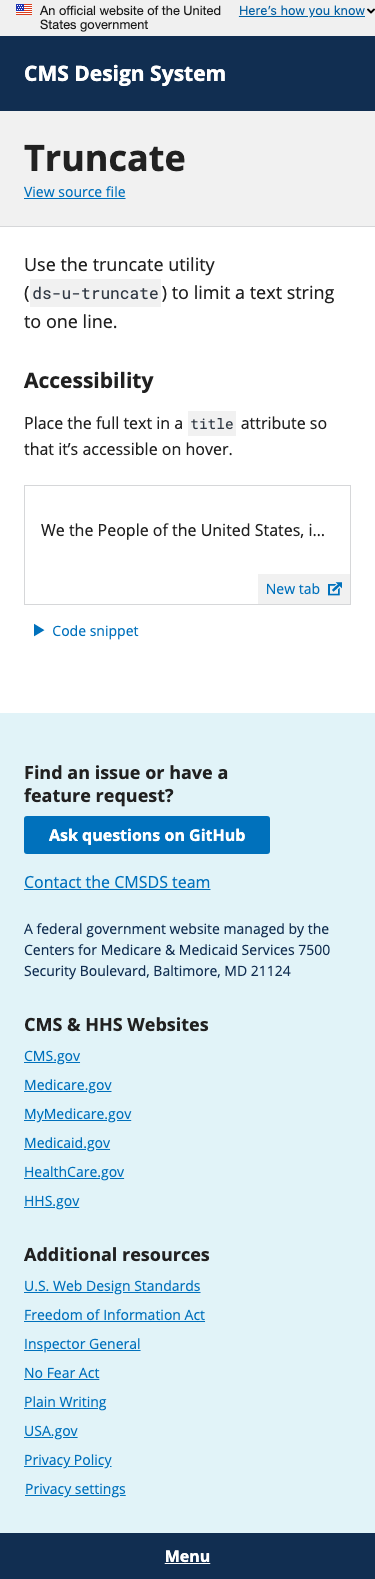 An official website of the United
States government
Here's how you know
CMS Design System
Truncate
View source file
Use the truncate utility
(ds-u-truncate) to limit a text string
to one line.
Accessibility
Place the full text in a title attribute so
that it’s accessible on hover.
We the People of the United States, i...
New tab
Code snippet
Find an issue or have a
feature request?
Ask questions on GitHub
Contact the CMSDS team
A federal government website managed by the
Centers for Medicare & Medicaid Services 7500
Security Boulevard, Baltimore, MD 21124
CMS & HHS Websites
CMS.gov
Medicare.gov
MyMedicare.gov
Medicaid.gov
HealthCare.gov
HHS.gov
Additional resources
U.S. Web Design Standards
Freedom of Information Act
Inspector General
No Fear Act
Plain Writing
USA.gov
Privacy Policy
Privacy settings
Menu